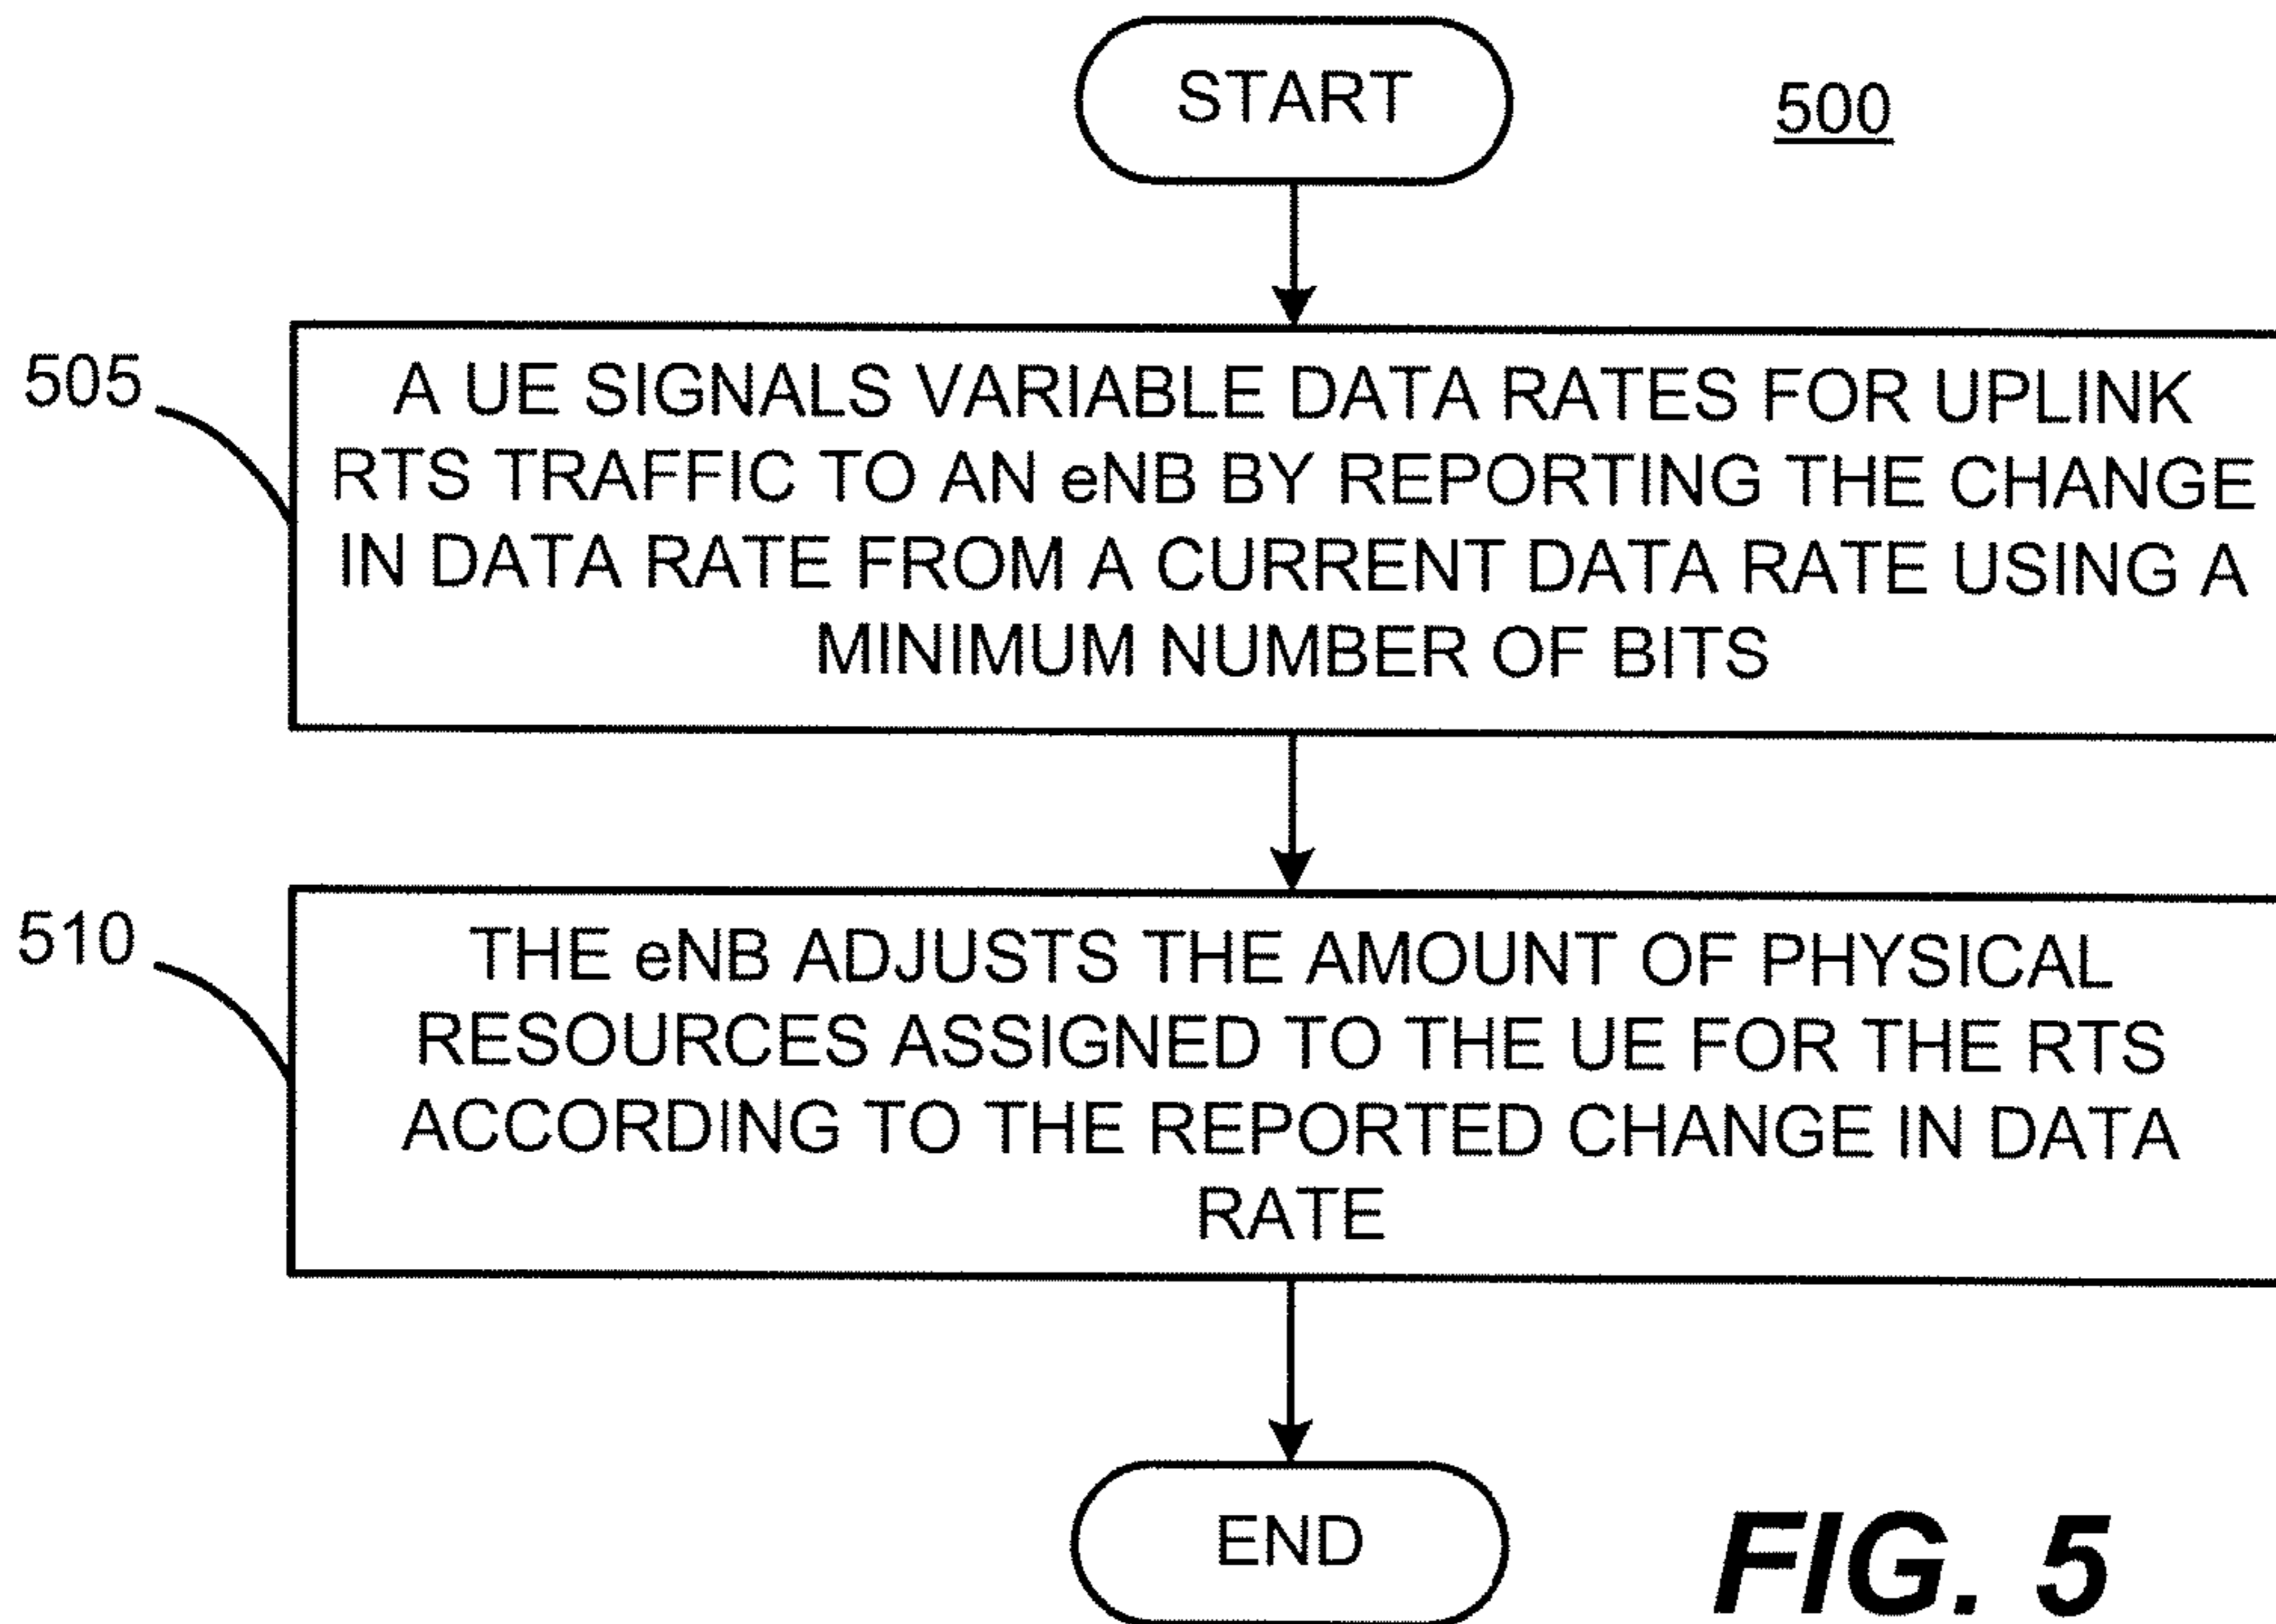 START
500
505
A UE SIGNALS VARIABLE DATA RATES FOR UPLINK
RTS TRAFFIC TO AN eNB BY REPORTING THE CHANGE
IN DATA RATE FROM A CURRENT DATA RATE USING A
MINIMUM NUMBER OF BITS
510
THE eNB ADJUSTS THE AMOUNT OF PHYSICAL
RESOURCES ASSIGNED TO THE UE FOR THE RTS
ACCORDING TO THE REPORTED CHANGE IN DATA
RATE
END
FIG. 5